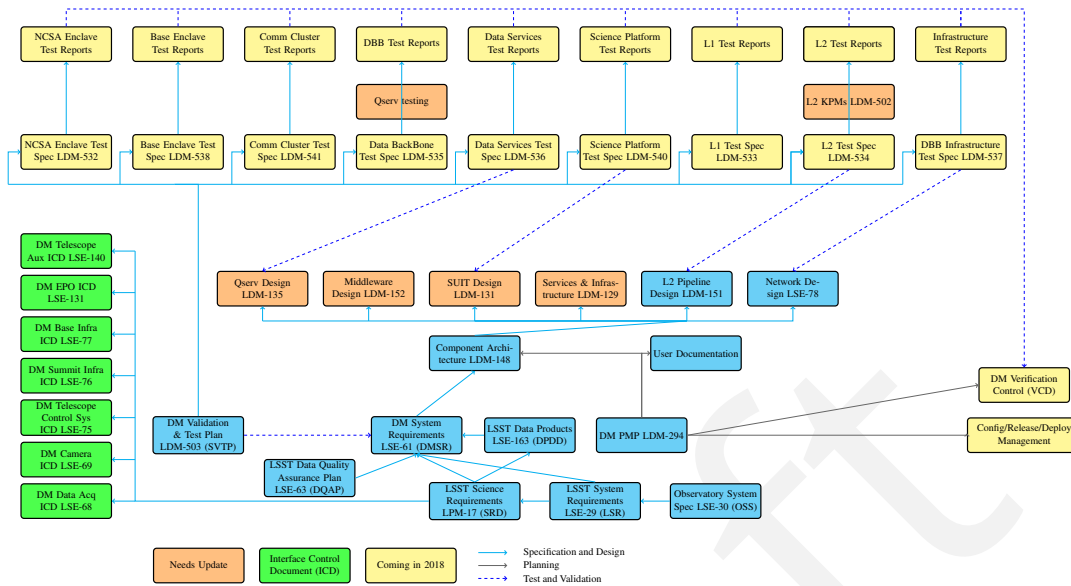 NCSA Enclave
Test Reports
Base Enclave
Test Reports
Comm Cluster
Test Reports
DBB Test Reports
Data Services
Test Reports
Science Platform
Test Reports
L1 Test Reports
L2 Test Reports
Infrastructure
Test Reports
Qserv testing
L2 KPMs LDM-502
NCSA Enclave Test
Spec LDM-532
Base Enclave Test
Spec LDM-538
Comm Cluster Test
Spec LDM-541
Data BackBone
Test Spec LDM-535
Data Services Test
Spec LDM-536
Science Platform
Test Spec LDM-540
L1 Test Spec
LDM-533
L2 Test Spec
LDM-534
DBB Infrastructure
Test Spec LDM-537
DM Telescope
Aux ICD LSE-140
DM EPO ICD
LSE-131
DM Base Infra
ICD LSE-77
DM Summit Infra
ICD LSE-76
DM Telescope
Control Sys
ICD LSE-75
DM Camera
ICD LSE-69
DM Data Acq
ICD LSE-68
Qserv Design
LDM-135
Middleware
Design LDM-152
SUIT Design
LDM-131
Services & Infras-
tructure LDM-129
L2 Pipeline
Design LDM-151
Network De-
sign LSE-78
Component Archi-
tecture LDM-148
User Documentation
DM Verification
Control (VCD)
DM Validation
& Test Plan
LDM-503 (SVTP)
DM System
Requirements
LSE-61 (DMSR)
LSST Data Products
LSE-163 (DPDD)
DM PMP LDM-294
Config/Release/Deploy
Management
LSST Data Quality
Assurance Plan
LSE-63 (DQAP)
LSST Science
Requirements
LPM-17 (SRD)
LSST System
Requirements
LSE-29 (LSR)
Observatory System
Spec LSE-30 (OSS)
Needs Update
Interface Control
Document (ICD)
Coming in 2018
Specification and Design
Planning
Test and Validation